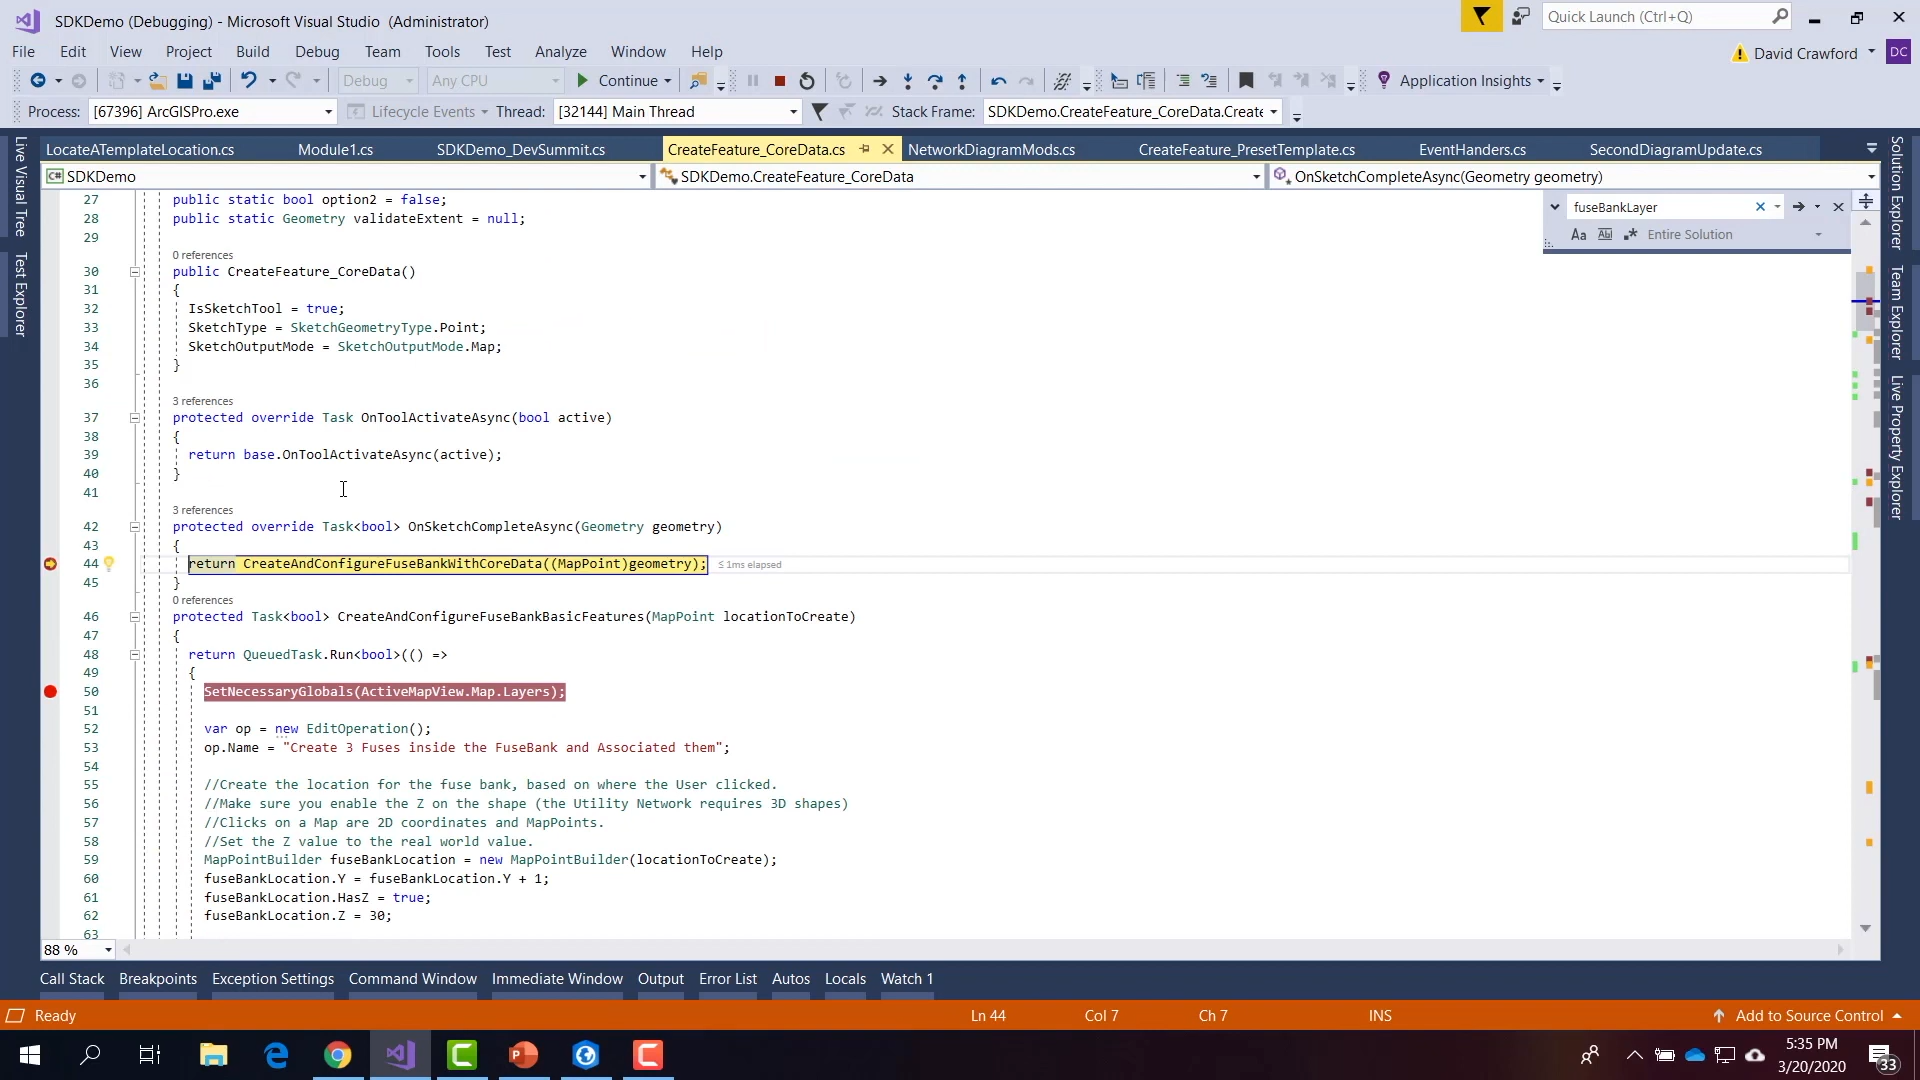 SDKDemo (Debugging) - Microsoft Visual Studio  (Administrator)
Quick Launch (Ctrl+Q)
File Edit View Project Build Debug Team Tools Test Analyze Window Help
David Crawford
DC
Debug
Any CPU
Continue
Application Insights
Process: [67396] ArcGISPro.exe Lifecycle Events Thread: [32144] Main Thread Stack Frame: SDKDemo.CreateFeature_CoreData.Create
LocateATemplateLocation.cs Module1.cs SDKDemo_DevSummit.cs CreateFeature_CoreData.cs NetworkDiagramMods.cs CreateFeature_PresetTemplate.cs EventHanders.cs SecondDiagramUpdate.cs
Live Visual Tree
Test Explorer
Solution Explorer
Team Explorer
Live Property Explorer
C# SDKDemo SDKDemo.CreateFeature_CoreData OnSketchCompleteAsync(Geometry geometry)
fuseBankLayer
Aa Ab Entire Solution
27 public static bool option2 = false;
28 public static Geometry validateExtent = null;
29
0 references
30 public CreateFeature_CoreData()
31 {
32 IsSketchTool = true;
33 SketchType = SketchGeometryType.Point;
34 SketchOutputMode = SketchOutputMode.Map;
35 }
36
3 references
37 protected override Task OnToolActivateAsync(bool active)
38 {
39 return base.OnToolActivateAsync(active);
40 }
41
3 references
42 protected override Task<bool> OnSketchCompleteAsync(Geometry geometry)
43 {
44 return CreateAndConfigureFuseBankWithCoreData((MapPoint)geometry); ≤ 1ms elapsed
45 }
0 references
46 protected Task<bool> CreateAndConfigureFuseBankBasicFeatures(MapPoint locationToCreate)
47 {
48 return QueuedTask.Run<bool>(() =>
49 {
50 SetNecessaryGlobals(ActiveMapView.Map.Layers);
51
52 var op = new EditOperation();
53 op.Name = "Create 3 Fuses inside the FuseBank and Associated them";
54
55 //Create the location for the fuse bank, based on where the User clicked.
56 //Make sure you enable the Z on the shape (the Utility Network requires 3D shapes)
57 //Clicks on a Map are 2D coordinates and MapPoints.
58 //Set the Z value to the real world value.
59 MapPointBuilder fuseBankLocation = new MapPointBuilder(locationToCreate);
60 fuseBankLocation.Y = fuseBankLocation.Y + 1;
61 fuseBankLocation.HasZ = true;
62 fuseBankLocation.Z = 30;
63
88 %
Call Stack Breakpoints Exception Settings Command Window Immediate Window Output Error List Autos Locals Watch 1
Ready Ln 44 Col 7 Ch 7 INS Add to Source Control
5:35 PM
3/20/2020
33